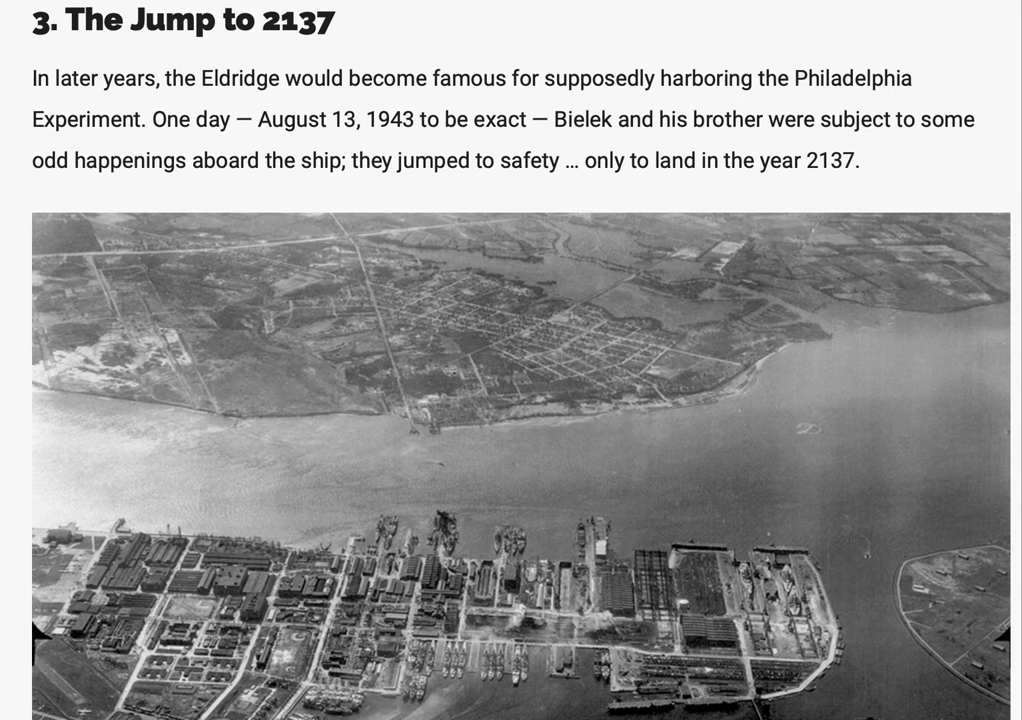 3. The Jump to 2137
In later years, the Eldridge would become famous for supposedly harboring the Philadelphia
Experiment. One day — August 13, 1943 to be exact — Bielek and his brother were subject to some
odd happenings aboard the ship; they jumped to safety ... only to land in the year 2137.